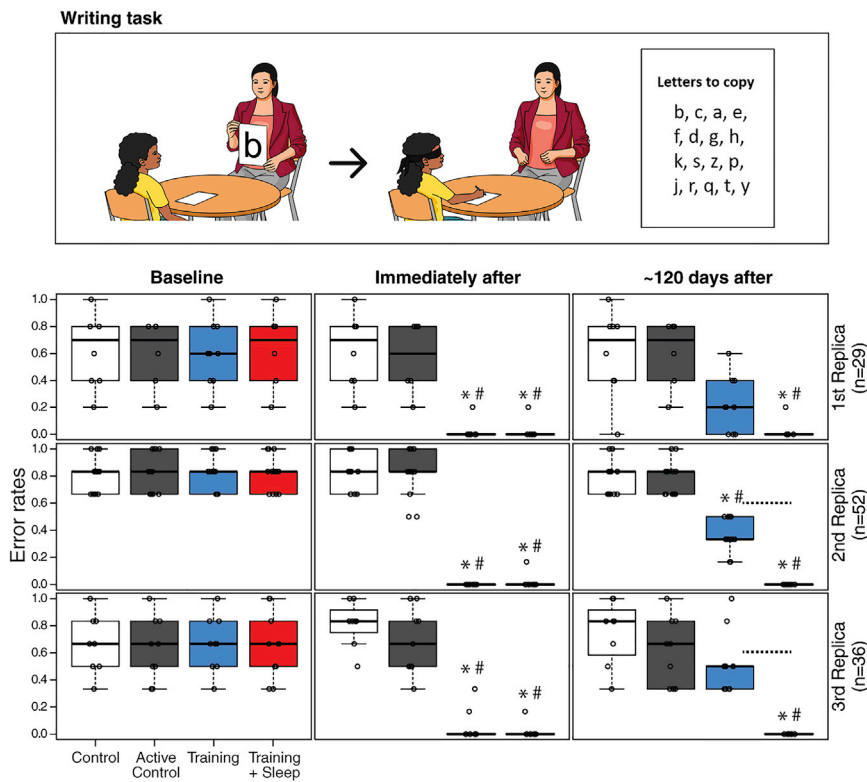 Writing task
b
Letters to copy
b, c, a, e,
f, d, g, h,
k, s, z, p,
j, r, q, t, y
Baseline
Immediately after
~120 days after
Error rates
1.0
0.8
0.6
0.4
0.2
0.0
* #
* #
* #
1st Replica
(n=29)
1.0
0.8
0.6
0.4
0.2
0.0
* #
* #
* #
* #
2nd Replica
(n=52)
1.0
0.8
0.6
0.4
0.2
0.0
* #
* #
* #
3rd Replica
(n=36)
Control
Active
Control
Training
Training
+ Sleep